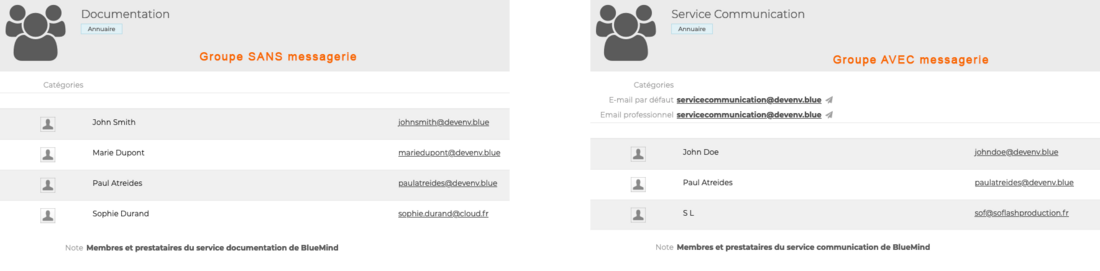 Documentation
Annuaire
Groupe SANS messagerie
Catégories
John Smith johnsmith@devenv.blue
Marie Dupont mariedupont@devenv.blue
Paul Atreides paulatreides@devenv.blue
Sophie Durand sophie.durand@cloud.fr
Note Membres et prestataires du service documentation de BlueMind
Service Communication
Annuaire
Groupe AVEC messagerie
Catégories
E-mail par défaut servicecommunication@devenv.blue
Email professionnel servicecommunication@devenv.blue
John Doe johndoe@devenv.blue
Paul Atreides paulatreides@devenv.blue
S L sof@soflashproduction.fr
Note Membres et prestataires du service communication de BlueMind